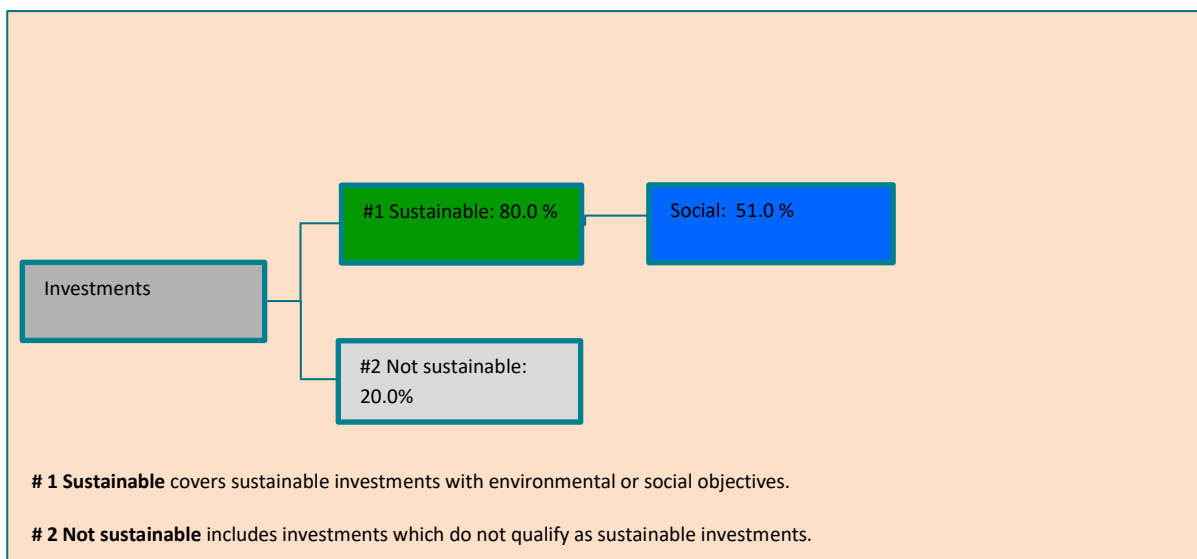 #1 Sustainable: 80.0 %
Social: 51.0 %
Investments
#2 Not sustainable:
20.0%
# 1 Sustainable covers sustainable investments with environmental or social objectives.
# 2 Not sustainable includes investments which do not qualify as sustainable investments.